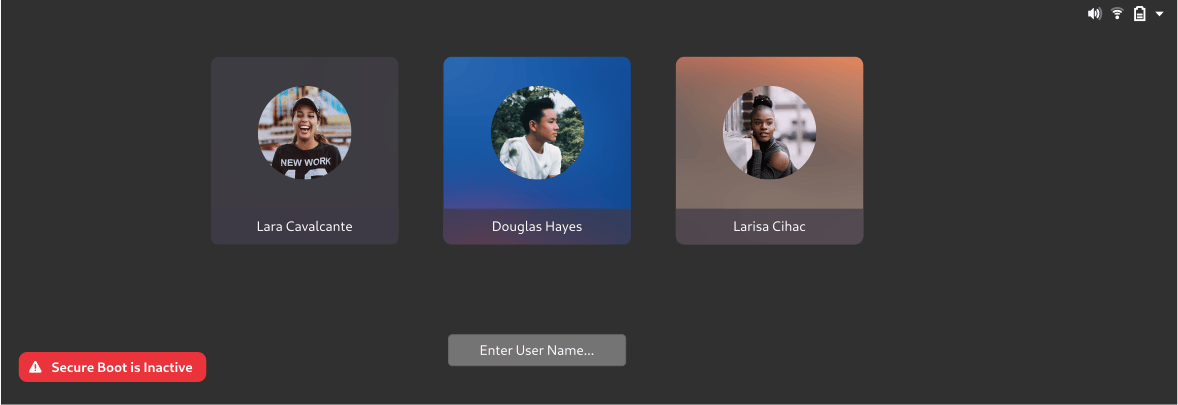 Lara Cavalcante
Douglas Hayes
Larisa Cihac
NEW WORK
Enter User Name...
Secure Boot is Inactive